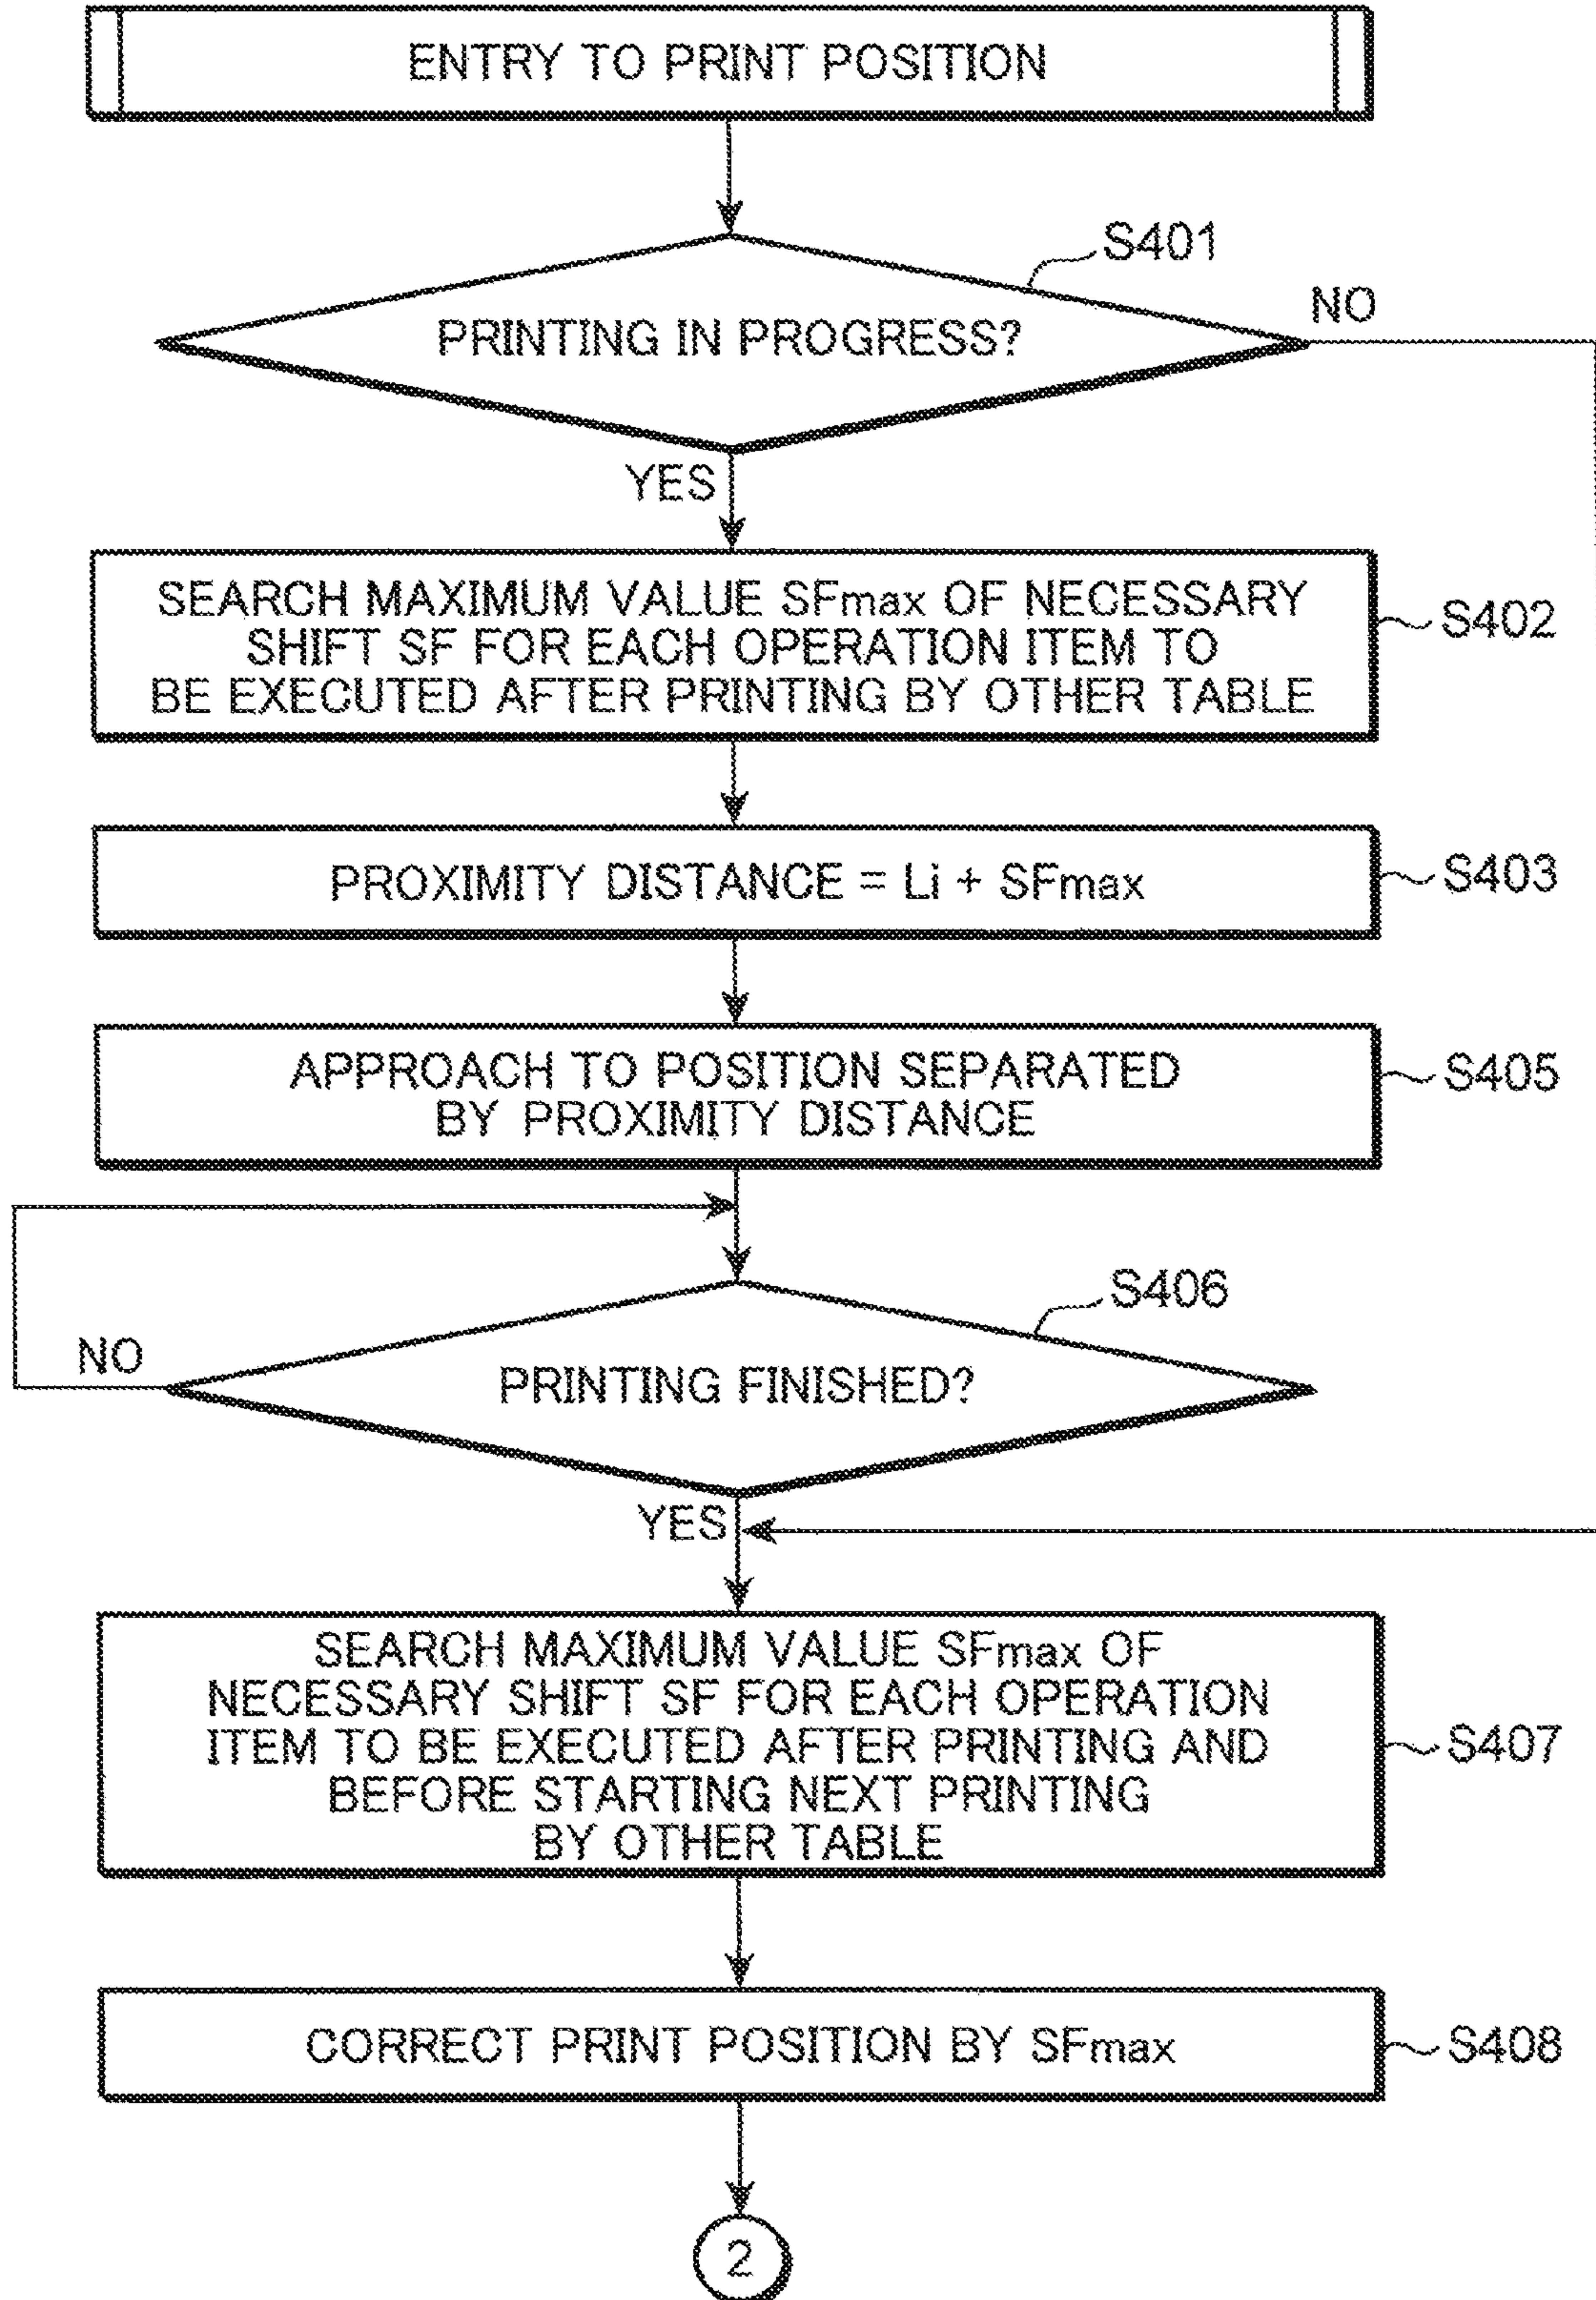 ENTRY TO PRINT POSITION
S401
PRINTING IN PROGRESS?
NO
YES
SEARCH MAXIMUM VALUE SFmax OF NECESSARY
SHIFT SF FOR EACH OPERATION ITEM TO
BE EXECUTED AFTER PRINTING BY OTHER TABLE
S402
PROXIMITY DISTANCE = Li + SFmax
S403
APPROACH TO POSITION SEPARATED
BY PROXIMITY DISTANCE
S405
S406
NO
PRINTING FINISHED?
YES
SEARCH MAXIMUM VALUE SFmax OF
NECESSARY SHIFT SF FOR EACH OPERATION
ITEM TO BE EXECUTED AFTER PRINTING AND
BEFORE STARTING NEXT PRINTING
BY OTHER TABLE
S407
CORRECT PRINT POSITION BY SFmax
S408
2